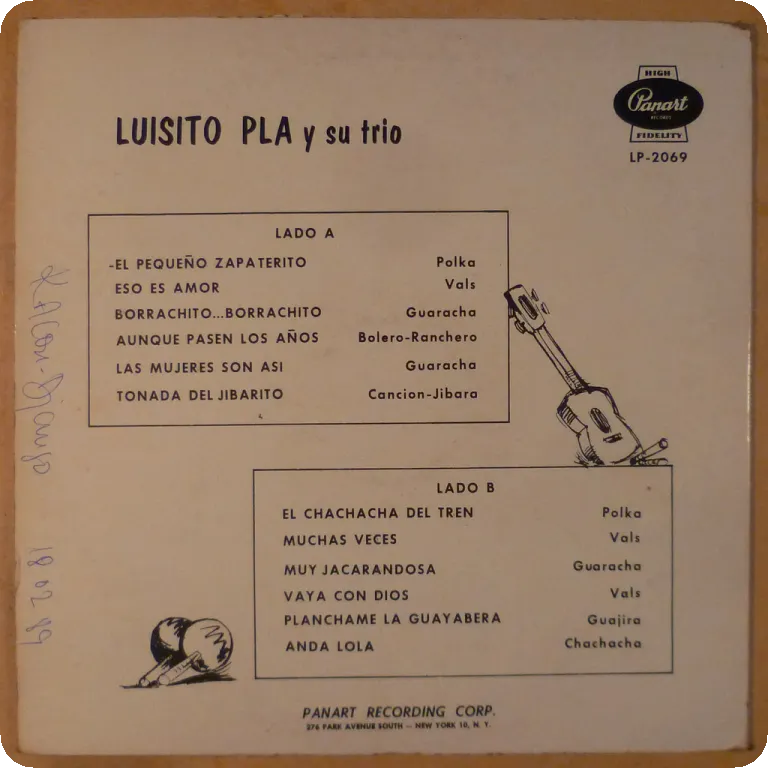 HIGH
Panart
RECORDS
FIDELITY
LP-2069
LUISITO PLA y su trio
LADO A
-EL PEQUEÑO ZAPATERITO Polka
ESO ES AMOR Vals
BORRACHITO...BORRACHITO Guaracha
AUNQUE PASEN LOS AÑOS Bolero-Ranchero
LAS MUJERES SON ASI Guaracha
TONADA DEL JIBARITO Cancion-Jibara
LADO B
EL CHACHACHA DEL TREN Polka
MUCHAS VECES Vals
MUY JACARANDOSA Guaracha
VAYA CON DIOS Vals
PLANCHAME LA GUAYABERA Guajira
ANDA LOLA Chachacha
PANART RECORDING CORP.
276 PARK AVENUE SOUTH — NEW YORK 10, N. Y.